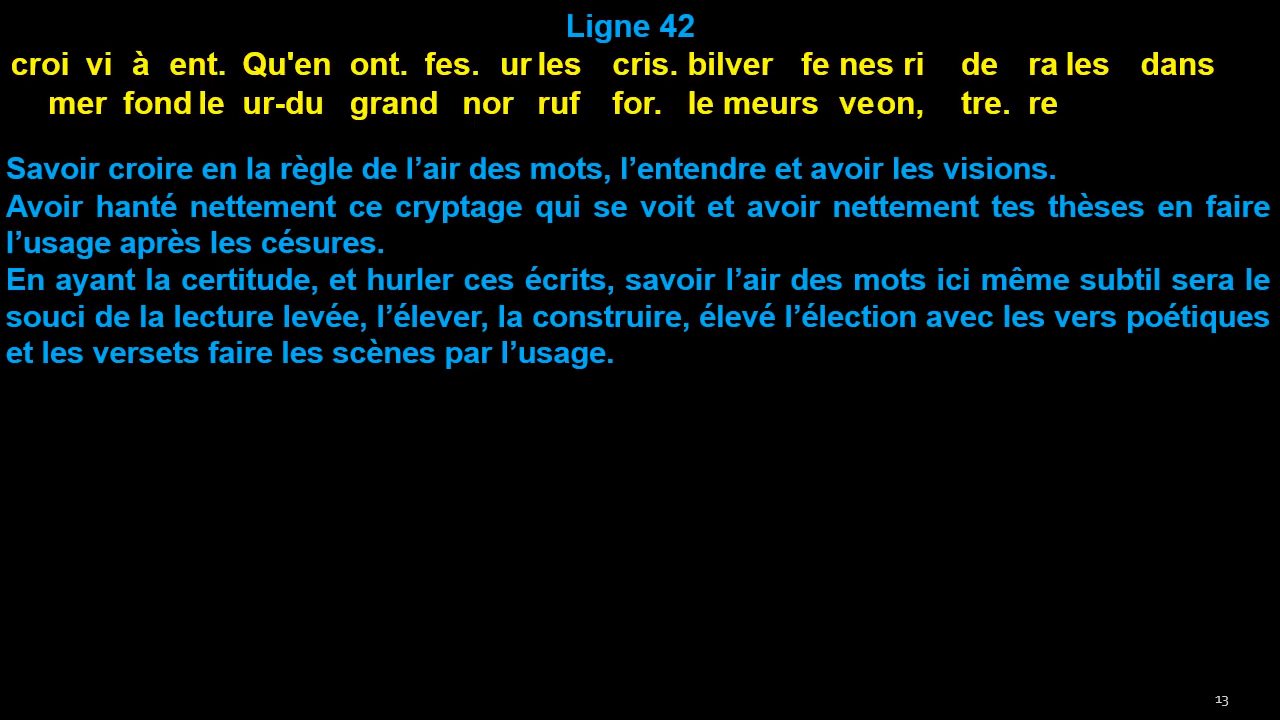 Ligne 42
croi vi à ent. Qu'en ont. fes. ur les cris. bilver fe nes ri de ra les dans
mer fond le ur-du grand nor ruf for. le meurs ve on, tre. re
Savoir croire en la règle de l’air des mots, l’entendre et avoir les visions.
Avoir hanté nettement ce cryptage qui se voit et avoir nettement tes thèses en faire
l’usage après les césures.
En ayant la certitude, et hurler ces écrits, savoir l’air des mots ici même subtil sera le
souci de la lecture levée, l’élever, la construire, élevé l’élection avec les vers poétiques
et les versets faire les scènes par l’usage.
13